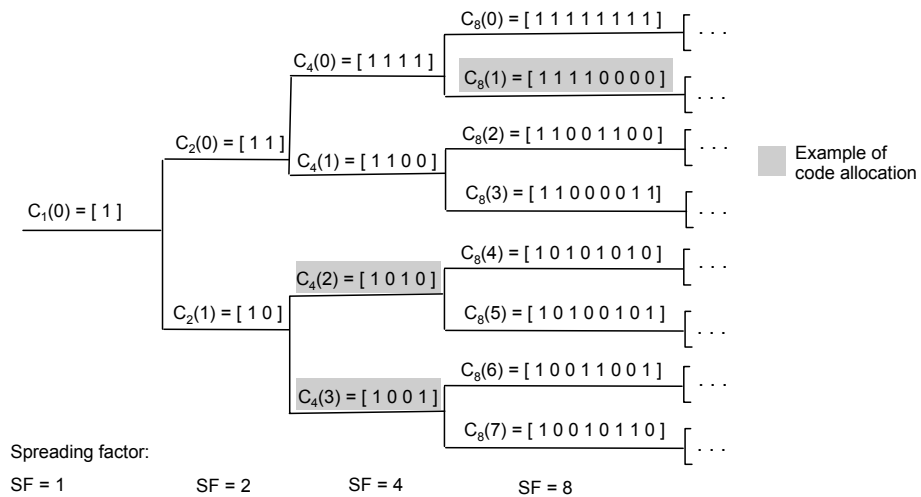 C₈(0) = [ 1 1 1 1 1 1 1 1 ]
. . .
C₄(0) = [ 1 1 1 1 ]
C₈(1) = [ 1 1 1 1 0 0 0 0 ]
. . .
C₂(0) = [ 1 1 ]
C₈(2) = [ 1 1 0 0 1 1 0 0 ]
. . .
C₄(1) = [ 1 1 0 0 ]
C₈(3) = [ 1 1 0 0 0 0 1 1 ]
. . .
Example of
code allocation
C₁(0) = [ 1 ]
C₈(4) = [ 1 0 1 0 1 0 1 0 ]
. . .
C₄(2) = [ 1 0 1 0 ]
C₂(1) = [ 1 0 ]
C₈(5) = [ 1 0 1 0 0 1 0 1 ]
. . .
C₈(6) = [ 1 0 0 1 1 0 0 1 ]
. . .
C₄(3) = [ 1 0 0 1 ]
C₈(7) = [ 1 0 0 1 0 1 1 0 ]
. . .
Spreading factor:
SF = 1 SF = 2 SF = 4 SF = 8